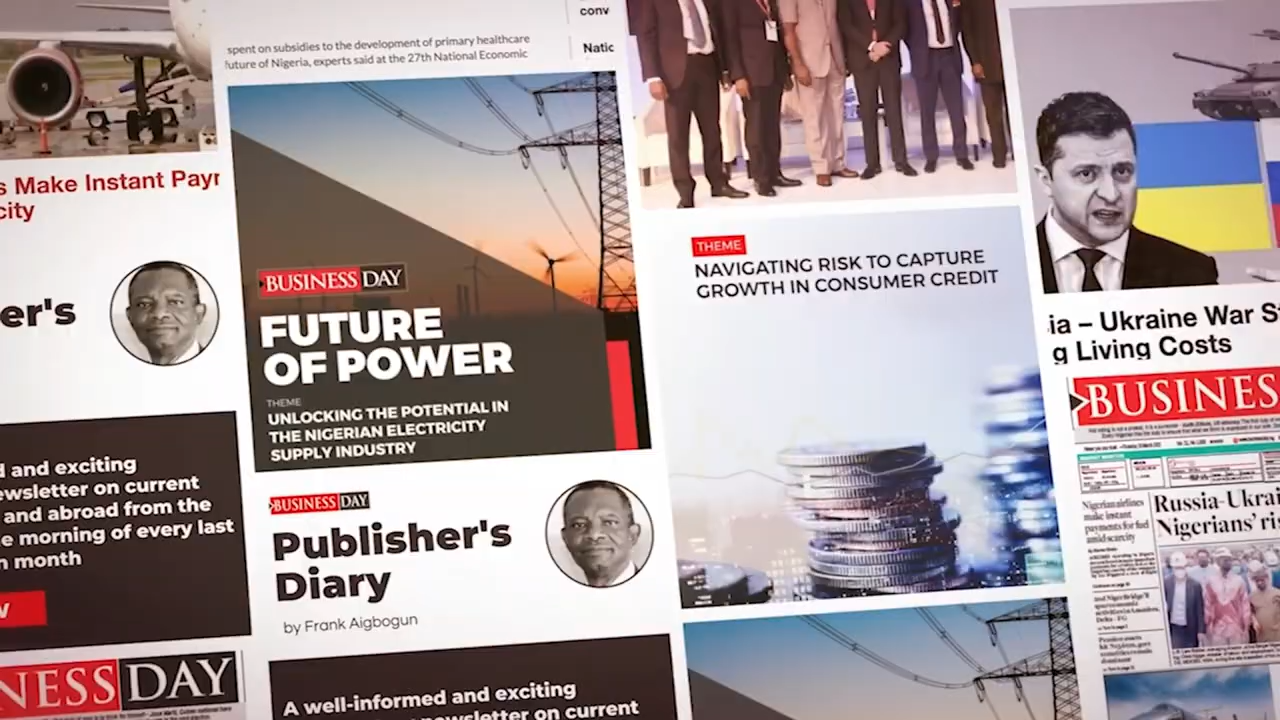 conv
spent on subsidies to the development of primary healthcare
future of Nigeria, experts said at the 27th National Economic
Natic
s Make Instant Payr
city
er's
d and exciting
ewsletter on current
and abroad from the
e morning of every last
n month
W
NESS DAY
BUSINESS DAY
FUTURE
OF POWER
THEME
UNLOCKING THE POTENTIAL IN
THE NIGERIAN ELECTRICITY
SUPPLY INDUSTRY
BUSINESS DAY
Publisher's
Diary
by Frank Aigbogun
A well-informed and exciting
newsletter on current
THEME
NAVIGATING RISK TO CAPTURE
GROWTH IN CONSUMER CREDIT
ia – Ukraine War S
g Living Costs
BUSINES
Nigerian airlines
make instant
payments for fuel
amid scarcity
Russia-Ukrai
Nigerians' ri